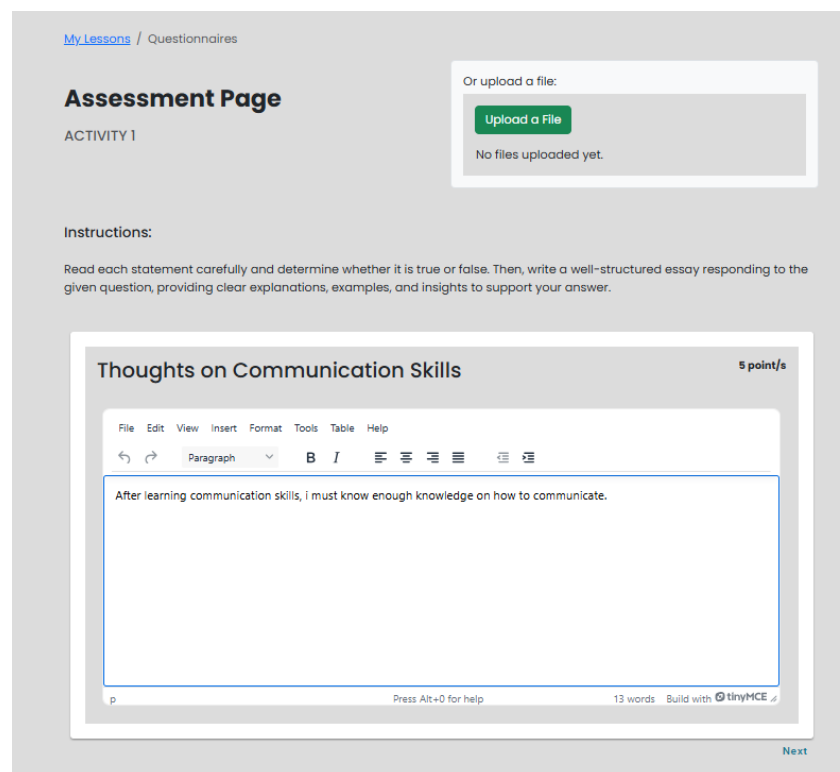 My Lessons / Questionnaires
Assessment Page
ACTIVITY 1
Or upload a file:
Upload a File
No files uploaded yet.
Instructions:
Read each statement carefully and determine whether it is true or false. Then, write a well-structured essay responding to the
given question, providing clear explanations, examples, and insights to support your answer.
Thoughts on Communication Skills
5 point/s
File Edit View Insert Format Tools Table Help
Paragraph B I
After learning communication skills, i must know enough knowledge on how to communicate.
p Press Alt+0 for help 13 words Build with tinyMCE
Next